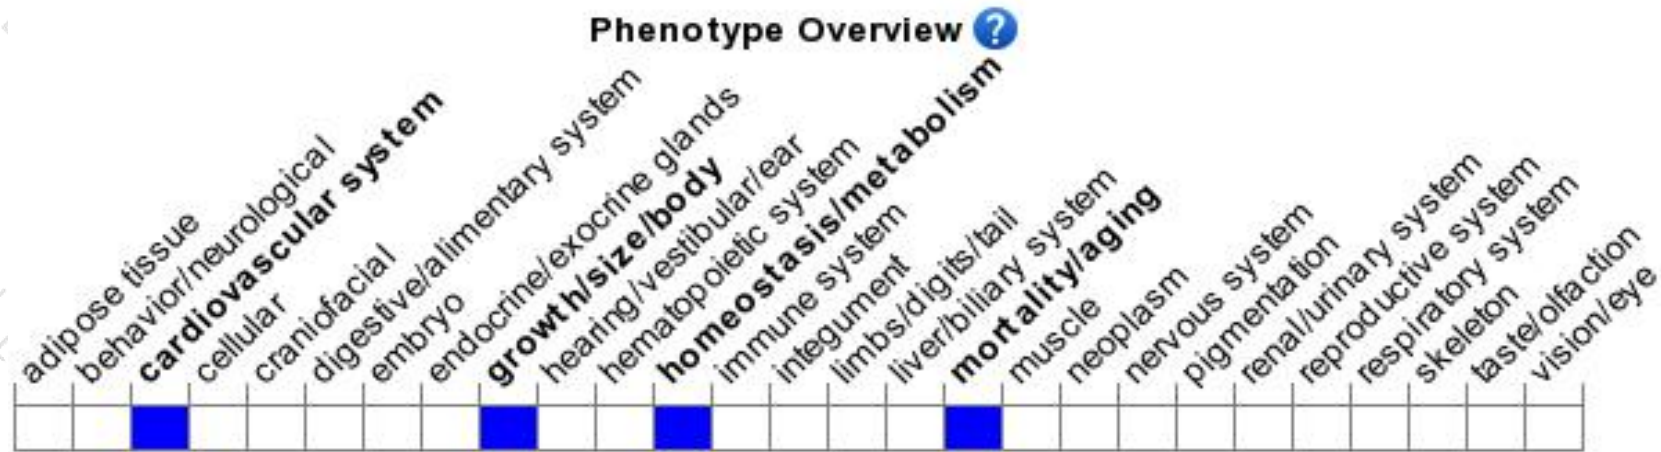 Phenotype Overview ?
adipose tissue
behavior/neurological
cardiovascular system
cellular
craniofacial
digestive/alimentary system
embryo
endocrine/exocrine glands
growth/size/body
hearing/vestibular/ear
hematopoietic system
homeostasis/metabolism
immune system
integument
limbs/digits/tail
liver/biliary system
mortality/aging
muscle
neoplasm
nervous system
pigmentation
renal/urinary system
reproductive system
respiratory system
skeleton
taste/olfaction
vision/eye